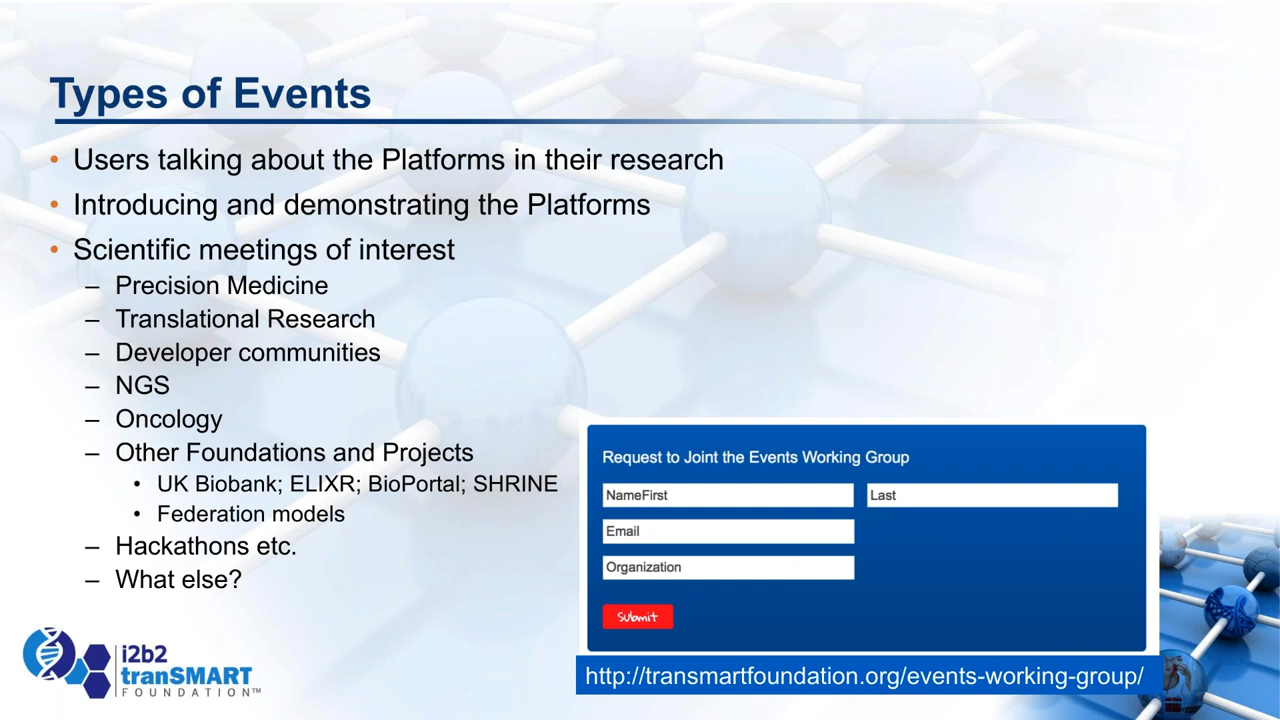 Types of Events
• Users talking about the Platforms in their research
• Introducing and demonstrating the Platforms
• Scientific meetings of interest
– Precision Medicine
– Translational Research
– Developer communities
– NGS
– Oncology
– Other Foundations and Projects
• UK Biobank; ELIXR; BioPortal; SHRINE
• Federation models
– Hackathons etc.
– What else?
Request to Joint the Events Working Group
NameFirst Last
Email
Organization
Submit
http://transmartfoundation.org/events-working-group/
i2b2
tranSMART
FOUNDATION™